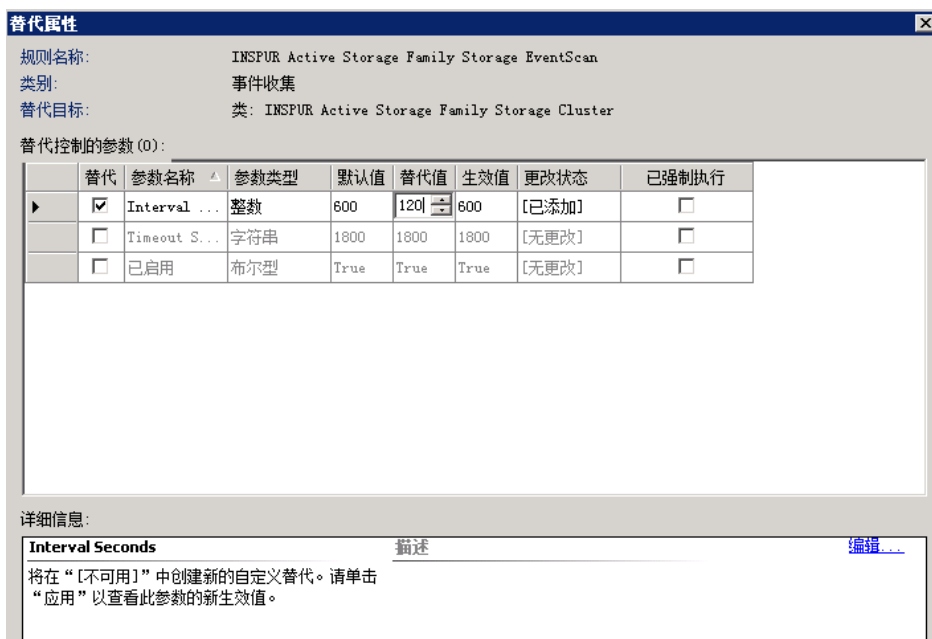 替代属性
规则名称: INSPUR Active Storage Family Storage EventScan
类别: 事件收集
替代目标: 类: INSPUR Active Storage Family Storage Cluster
替代控制的参数(O):
替代 参数名称 参数类型 默认值 替代值 生效值 更改状态 已强制执行
Interval ... 整数 600 120 600 [已添加]
Timeout S... 字符串 1800 1800 1800 [无更改]
已启用 布尔型 True True True [无更改]
详细信息:
Interval Seconds 描述 编辑...
将在“[不可用]”中创建新的自定义替代。请单击
“应用”以查看此参数的新生效值。